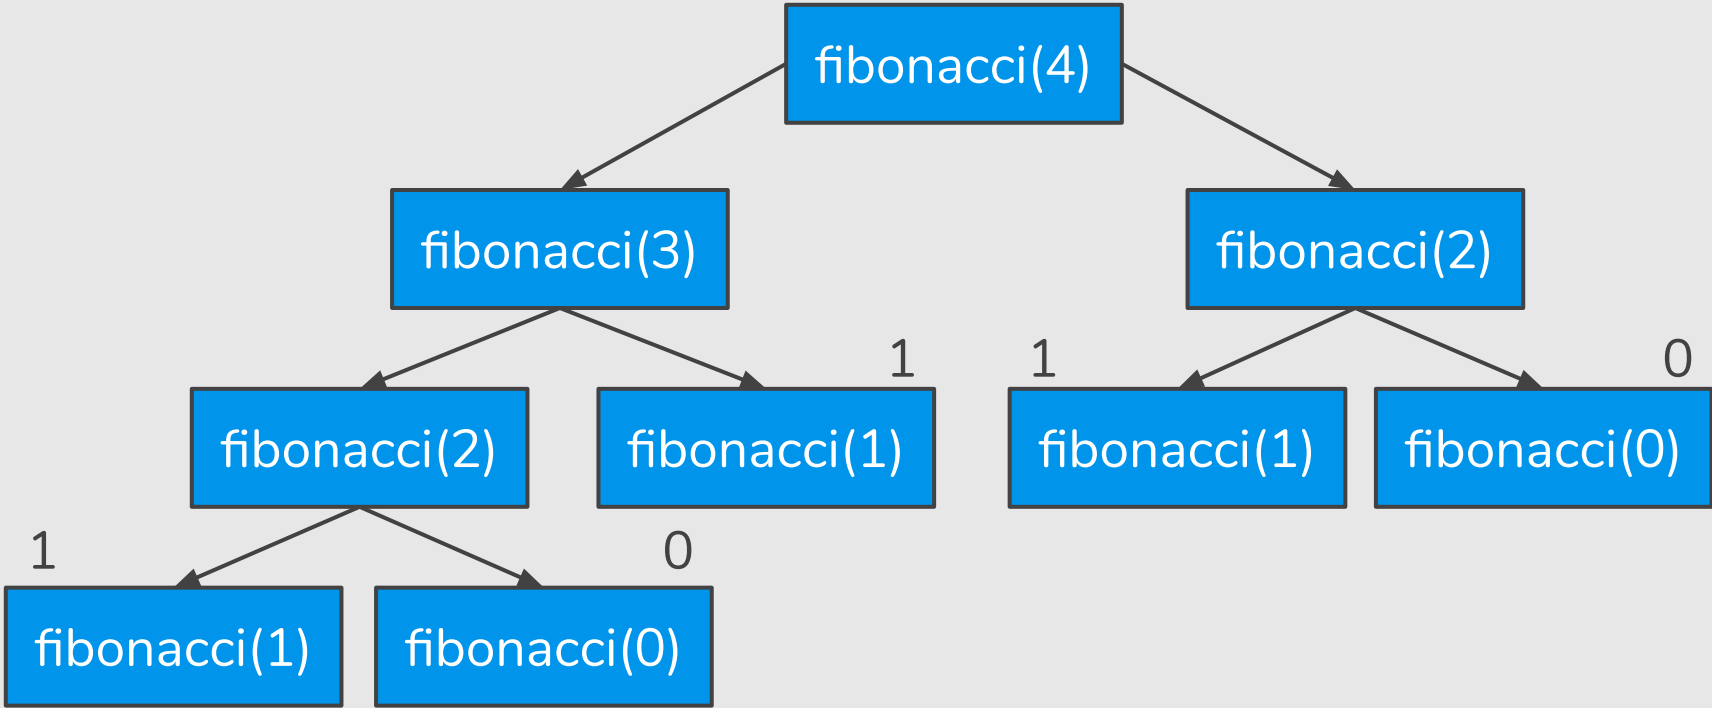 fibonacci(4)
fibonacci(3)
fibonacci(2)
1
1
0
fibonacci(2)
fibonacci(1)
fibonacci(1)
fibonacci(0)
1
0
fibonacci(1)
fibonacci(0)